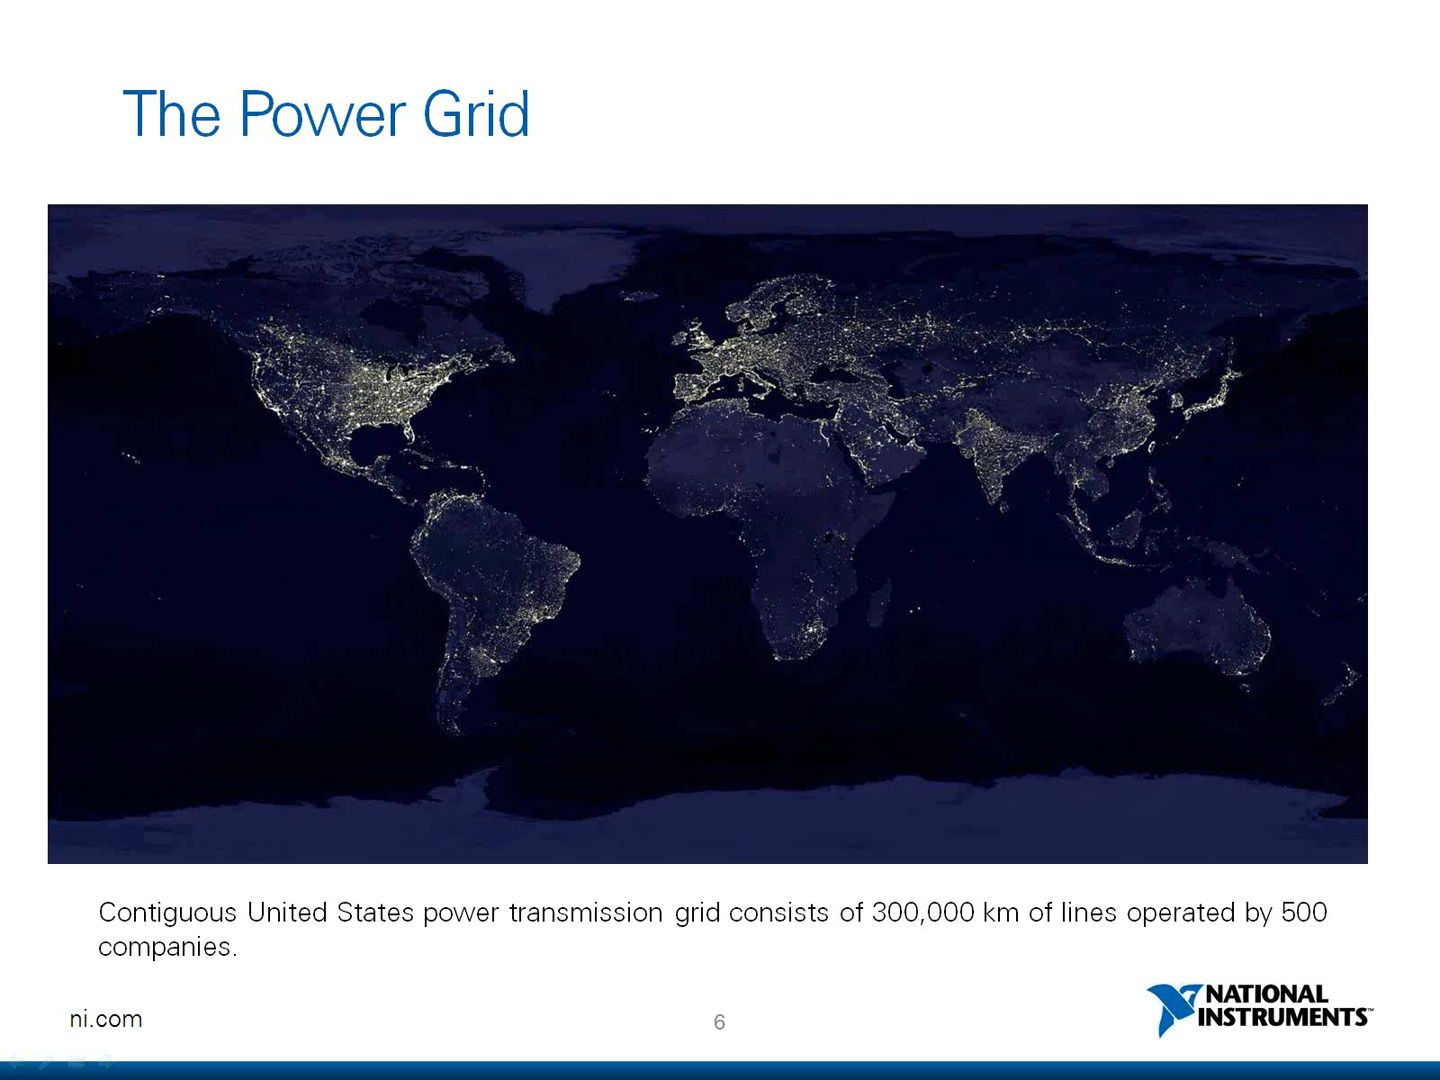 The Power Grid
Contiguous United States power transmission grid consists of 300,000 km of lines operated by 500
companies.
ni.com
6
NATIONAL
INSTRUMENTS™